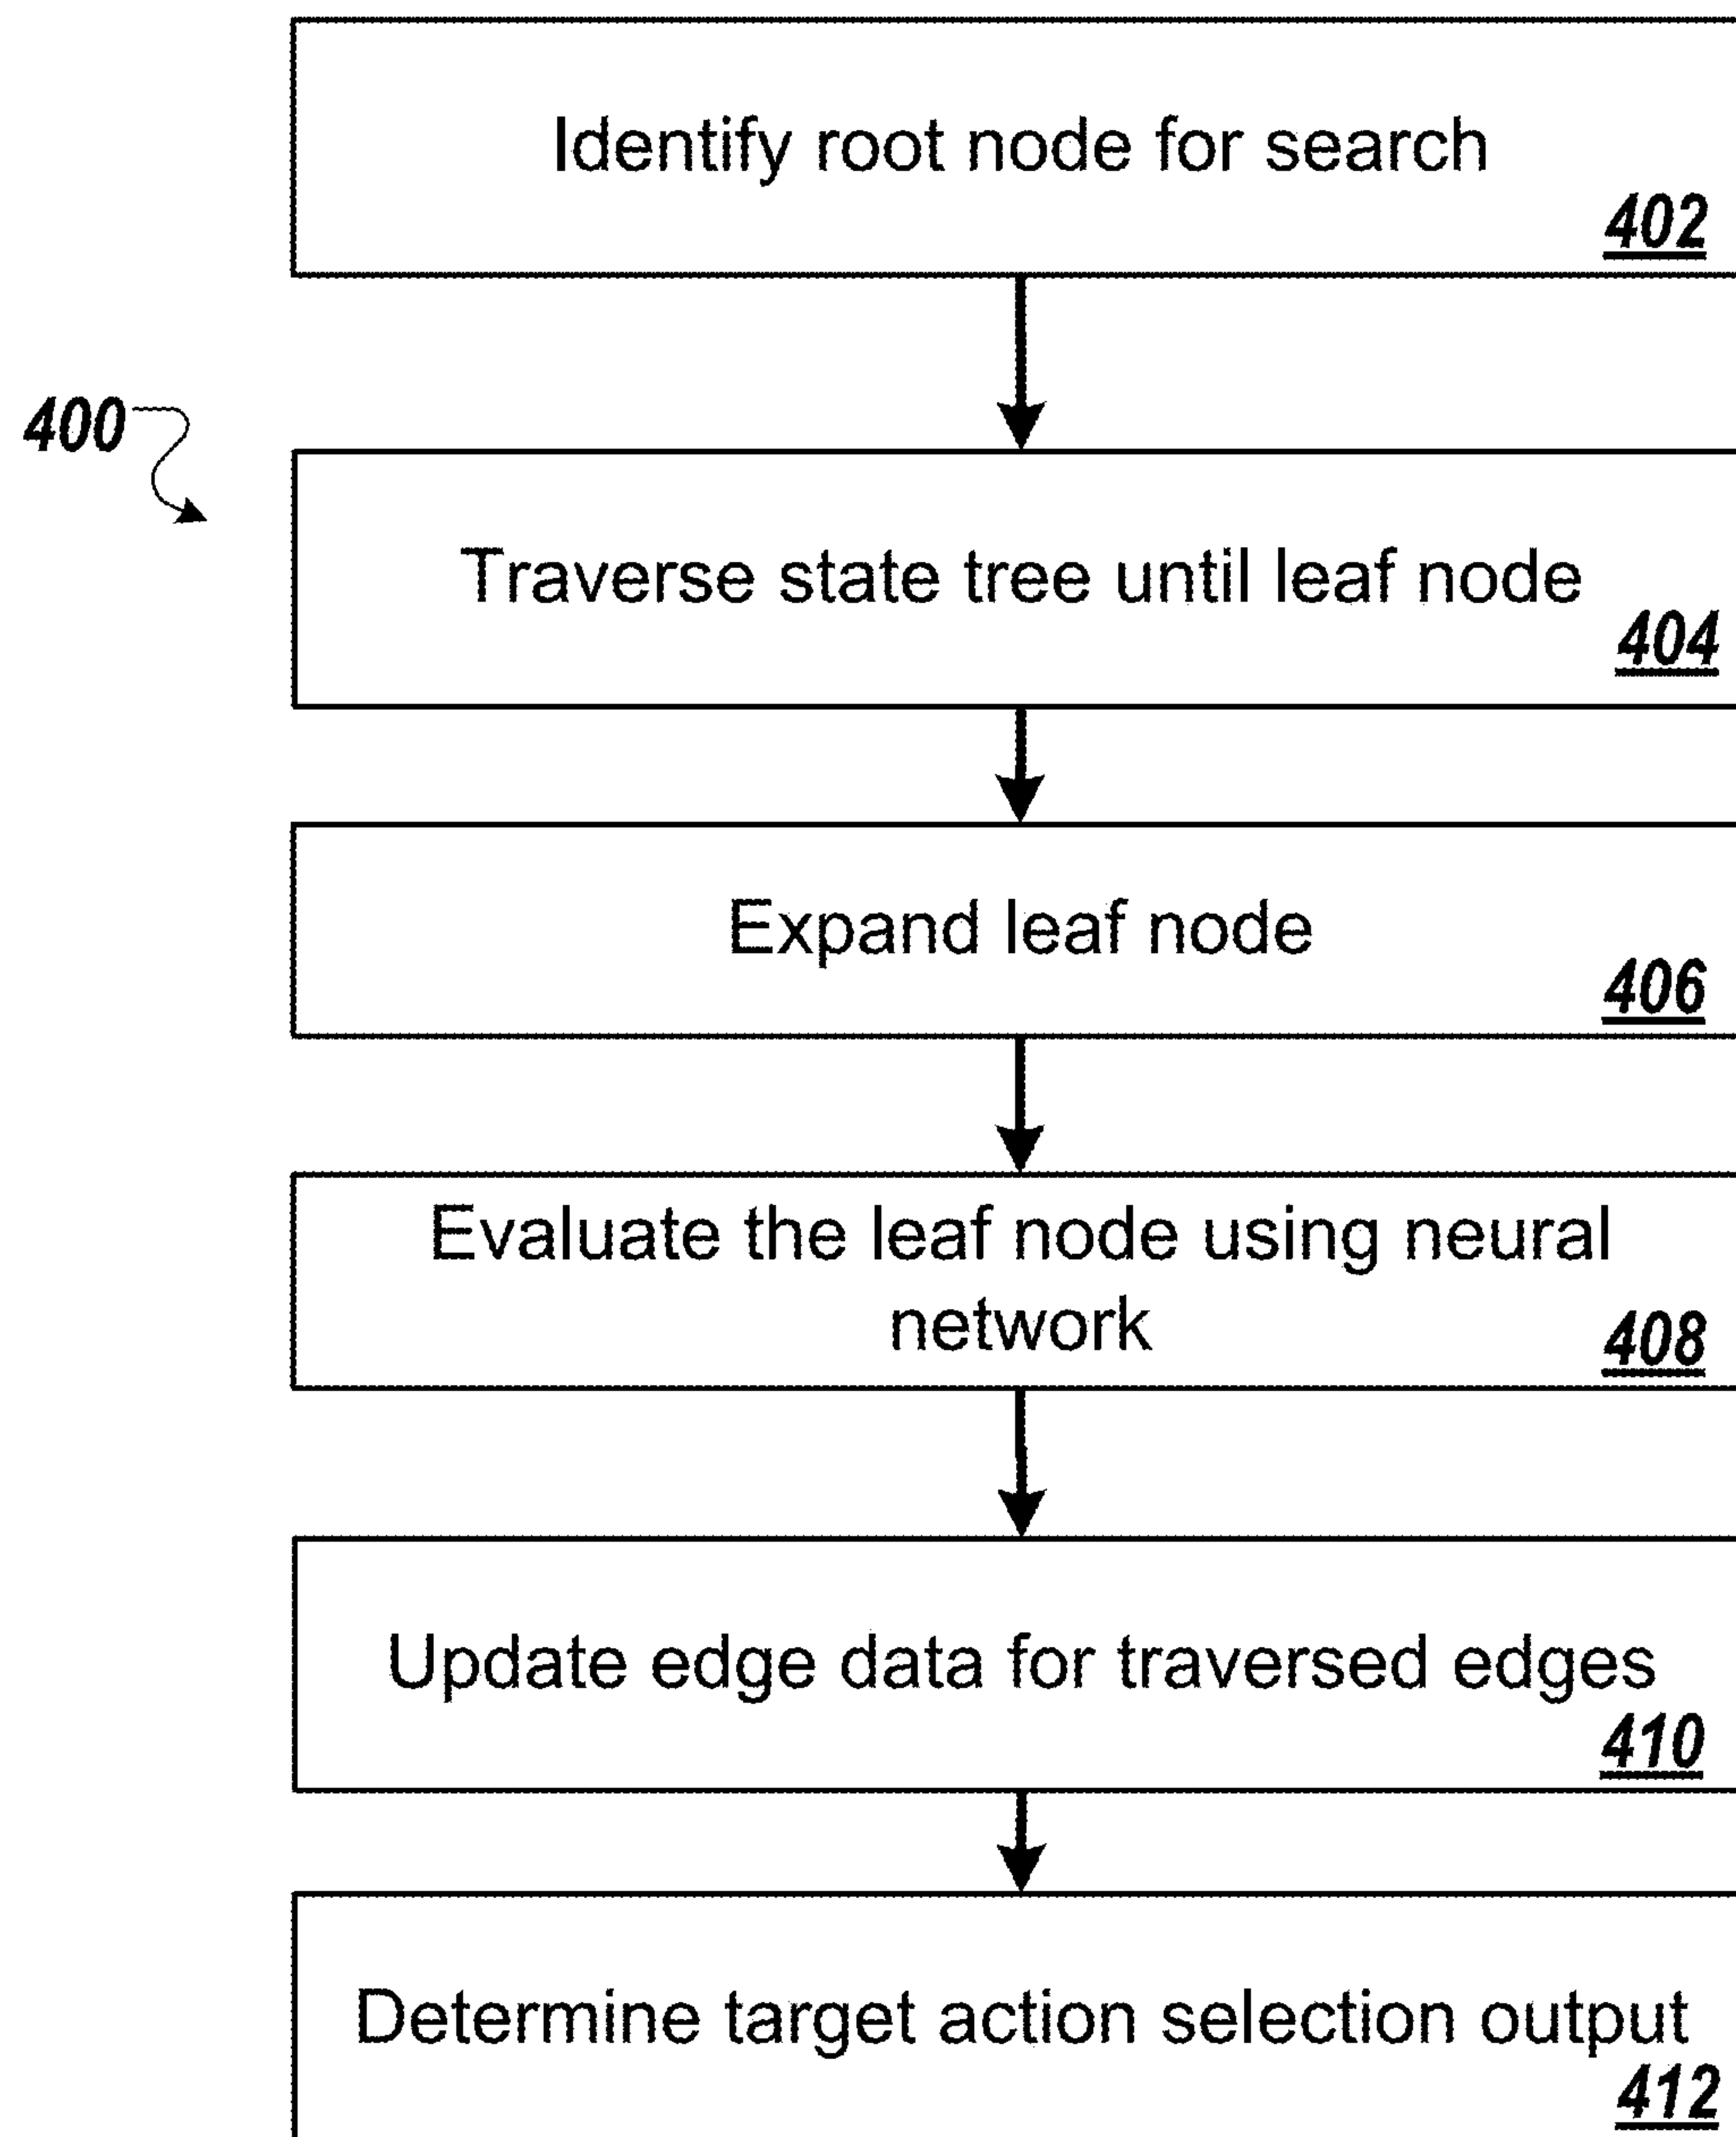 Identify root node for search
402
400
Traverse state tree until leaf node
404
Expand leaf node
406
Evaluate the leaf node using neural
network
408
Update edge data for traversed edges
410
Determine target action selection output
412